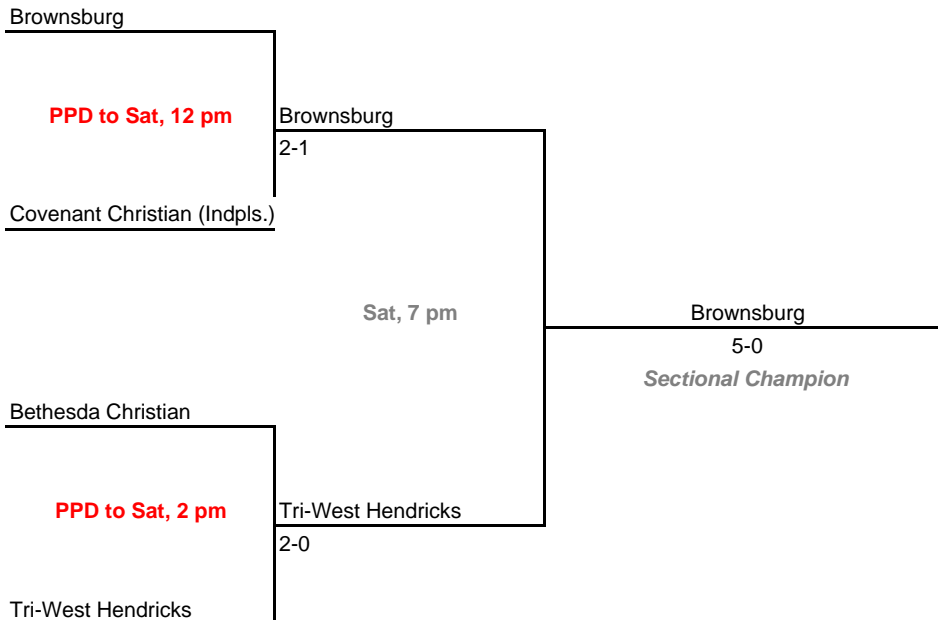 Brownsburg
PPD to Sat, 12 pm
Brownsburg
2-1
Covenant Christian (Indpls.)
Sat, 7 pm
Brownsburg
5-0
Sectional Champion
Bethesda Christian
PPD to Sat, 2 pm
Tri-West Hendricks
2-0
Tri-West Hendricks